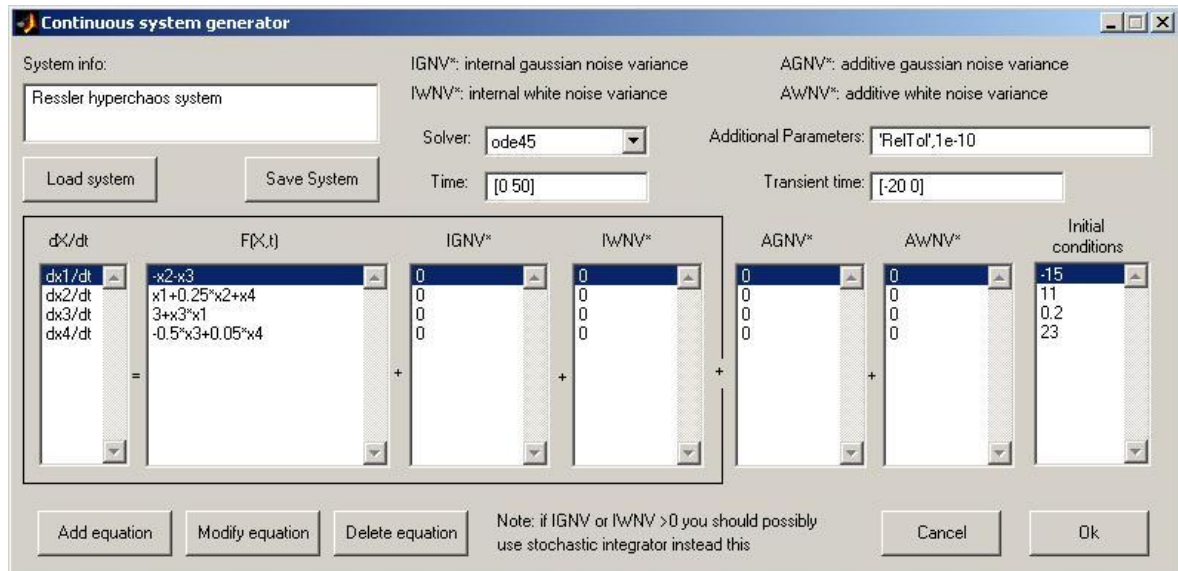 Continuous system generator
System info:
Ressler hyperchaos system
IGNV*: internal gaussian noise variance
AGNV*: additive gaussian noise variance
IWNV*: internal white noise variance
AWNV*: additive white noise variance
Solver: ode45
Additional Parameters: 'RelTol',1e-10
Load system
Save System
Time: [0 50]
Transient time: [-20 0]
dX/dt F(X,t) IGNV* IWNV* AGNV* AWNV* Initial conditions
dx1/dt -x2-x3 0 0 0 0 -15
dx2/dt x1+0.25*x2+x4 0 0 0 0 11
dx3/dt 3+x3*x1 0 0 0 0 0.2
dx4/dt -0.5*x3+0.05*x4 0 0 0 0 23
= + + + +
Add equation
Modify equation
Delete equation
Note: if IGNV or IWNV >0 you should possibly
use stochastic integrator instead this
Cancel
Ok